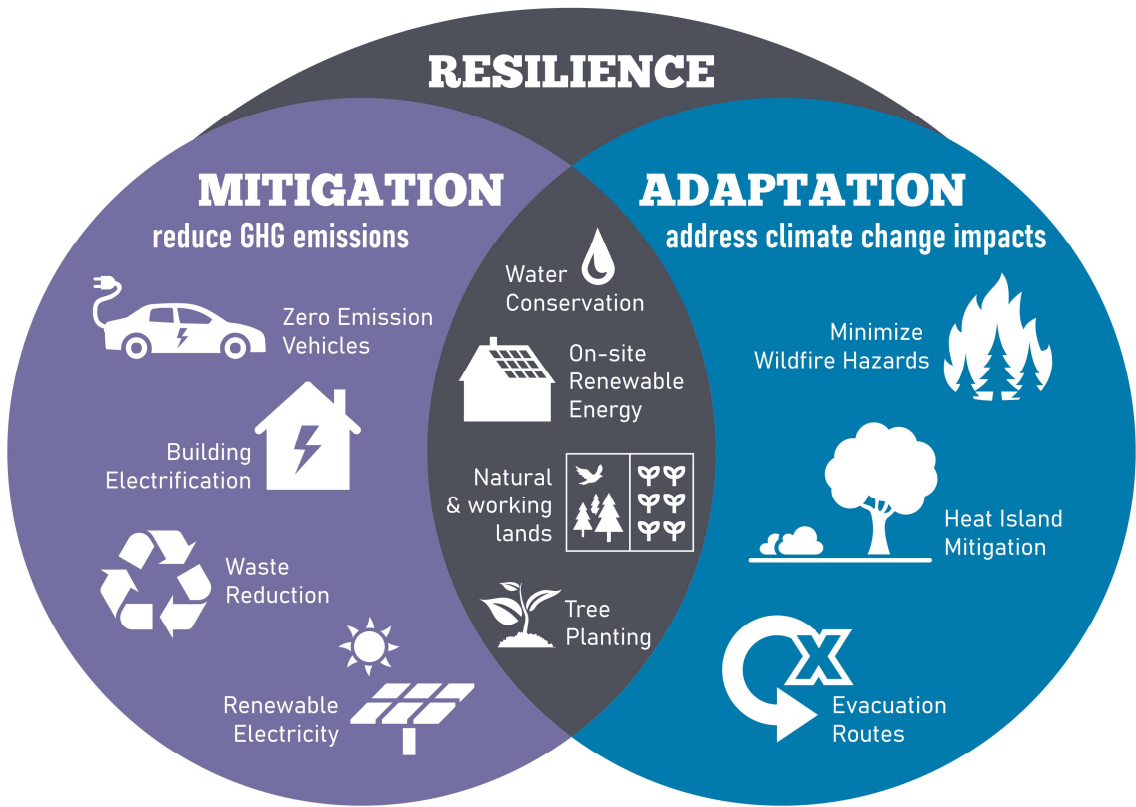 RESILIENCE
MITIGATION
reduce GHG emissions
Zero Emission
Vehicles
Building
Electrification
Waste
Reduction
Renewable
Electricity
Water
Conservation
On-site
Renewable
Energy
Natural
& working
lands
Tree
Planting
ADAPTATION
address climate change impacts
Minimize
Wildfire Hazards
Heat Island
Mitigation
X
Evacuation
Routes